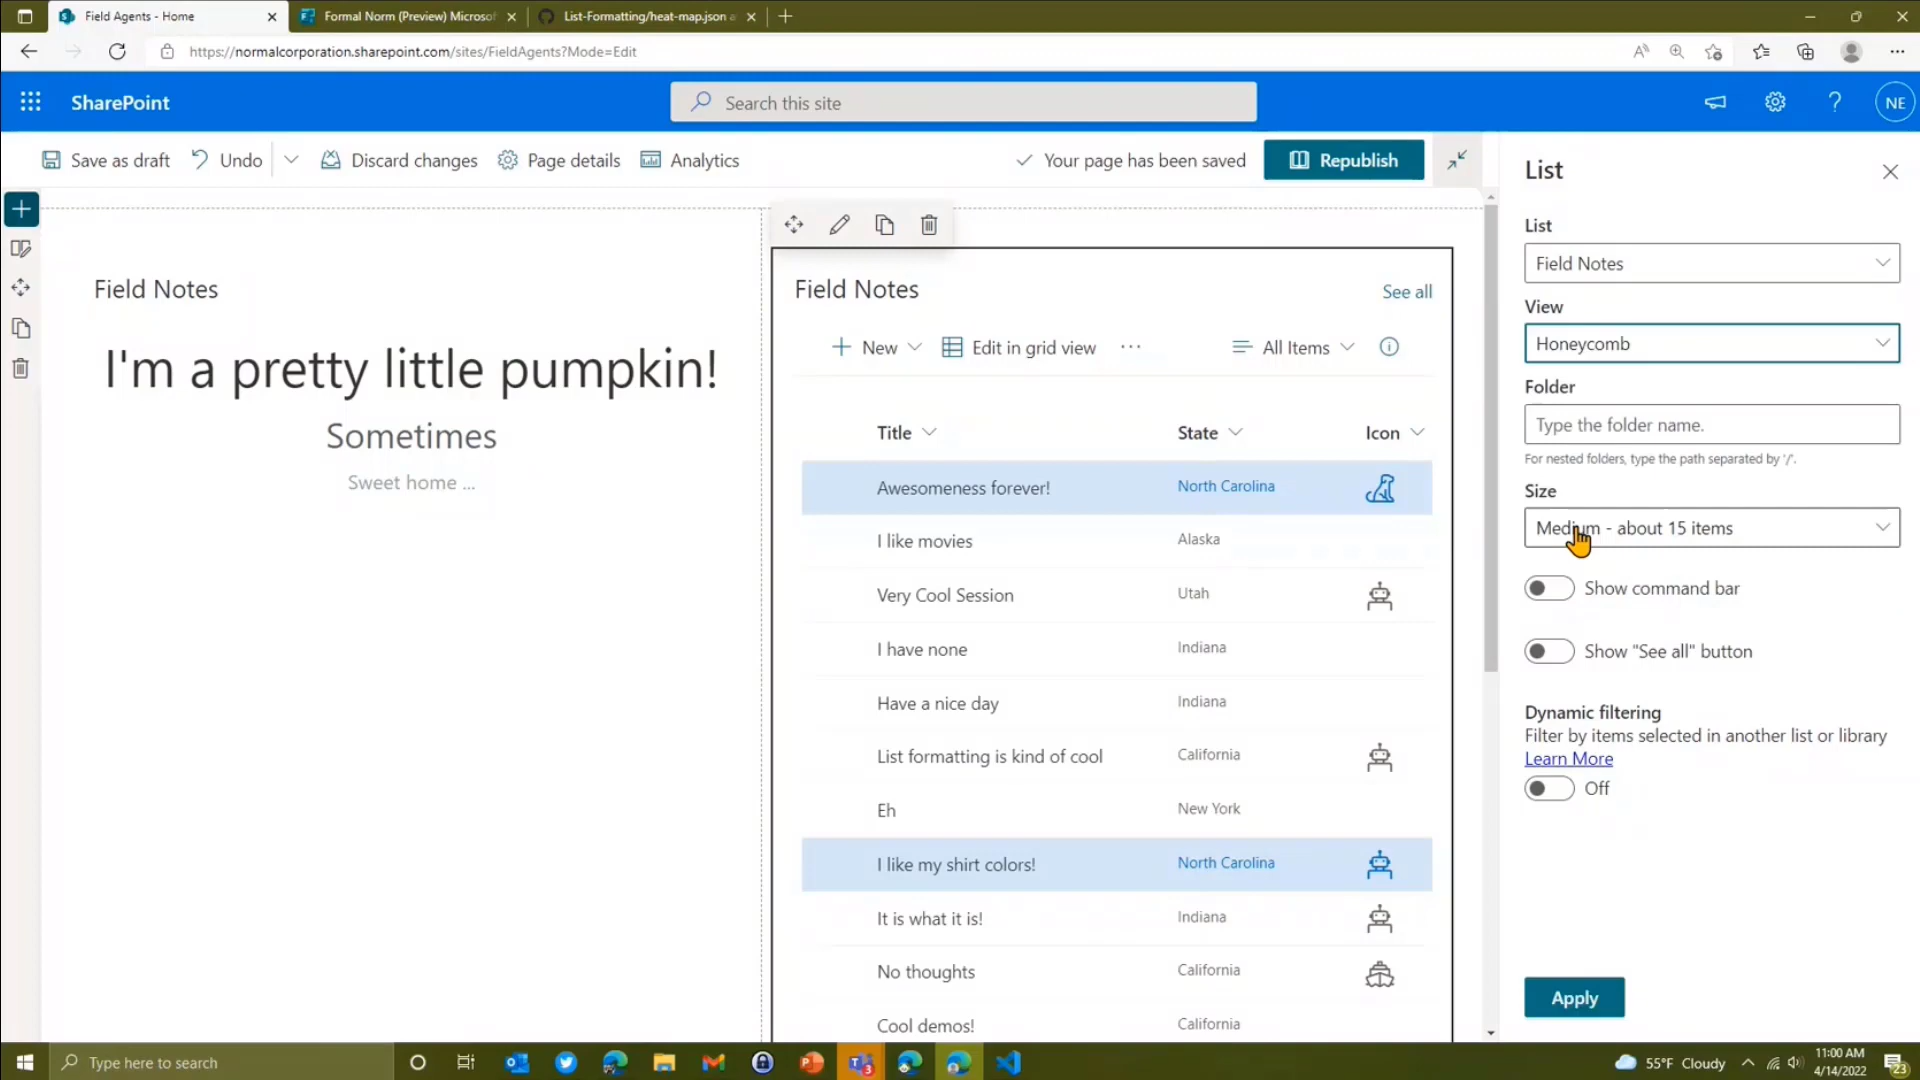 Field Agents - Home
Formal Norm (Preview) Microsof
List-Formatting/heat-map.json a
https://normalcorporation.sharepoint.com/sites/FieldAgents?Mode=Edit
SharePoint
Search this site
NE
Save as draft
Undo
Discard changes
Page details
Analytics
Your page has been saved
Republish
Field Notes
I'm a pretty little pumpkin!
Sometimes
Sweet home ...
Field Notes
See all
New
Edit in grid view
All Items
Title State Icon
Awesomeness forever! North Carolina
I like movies Alaska
Very Cool Session Utah
I have none Indiana
Have a nice day Indiana
List formatting is kind of cool California
Eh New York
I like my shirt colors! North Carolina
It is what it is! Indiana
No thoughts California
Cool demos! California
List
List
Field Notes
View
Honeycomb
Folder
Type the folder name.
For nested folders, type the path separated by '/'.
Size
Medium - about 15 items
Show command bar
Show "See all" button
Dynamic filtering
Filter by items selected in another list or library
Learn More
Off
Apply
Type here to search
55°F Cloudy
11:00 AM
4/14/2022
23